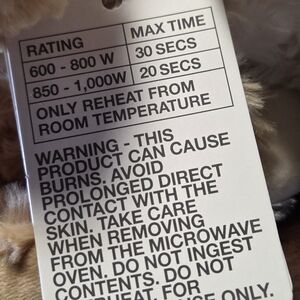 RATING MAX TIME
600 - 800 W 30 SECS
850 - 1,000W 20 SECS
ONLY REHEAT FROM
ROOM TEMPERATURE
WARNING - THIS
PRODUCT CAN CAUSE
BURNS. AVOID
PROLONGED DIRECT
CONTACT WITH THE
SKIN. TAKE CARE
WHEN REMOVING
FROM THE MICROWAVE
OVEN. DO NOT INGEST
CONTENTS. DO NOT
FOR
ONLY.